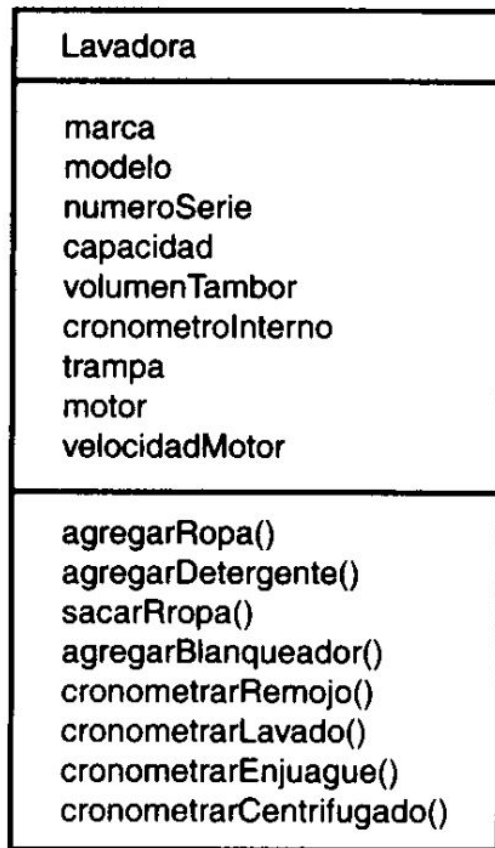 Lavadora
marca
modelo
numeroSerie
capacidad
volumenTambor
cronometroInterno
trampa
motor
velocidadMotor
agregarRopa()
agregarDetergente()
sacarRropa()
agregarBlanqueador()
cronometrarRemojo()
cronometrarLavado()
cronometrarEnjuague()
cronometrarCentrifugado()